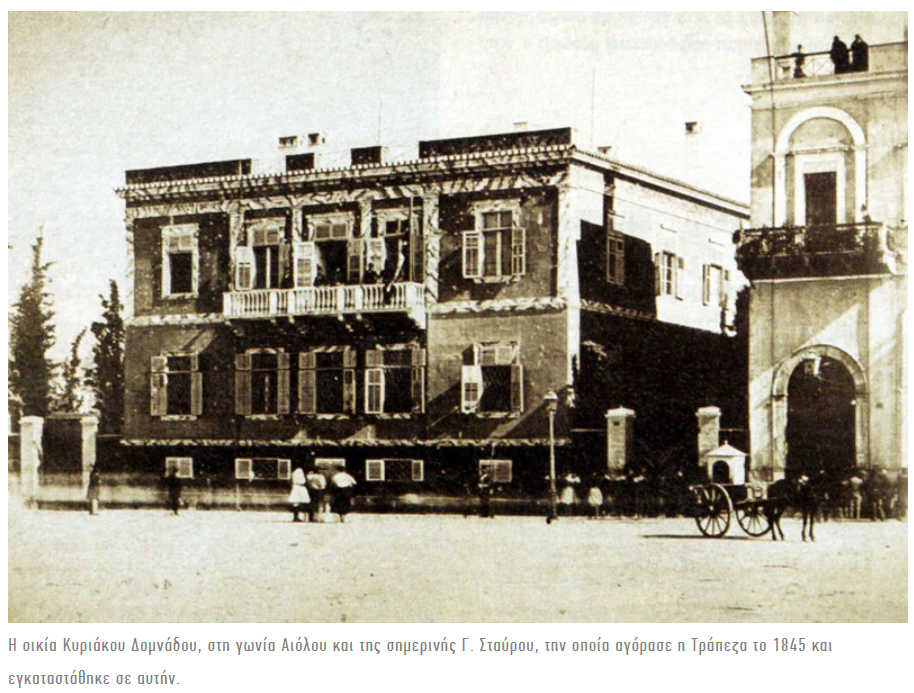 Η οικία Κυριάκου Δομνάδου, στη γωνία Αιόλου και της σημερινής Γ. Σταύρου, την οποία αγόρασε η Τράπεζα το 1845 και
εγκαταστάθηκε σε αυτήν.